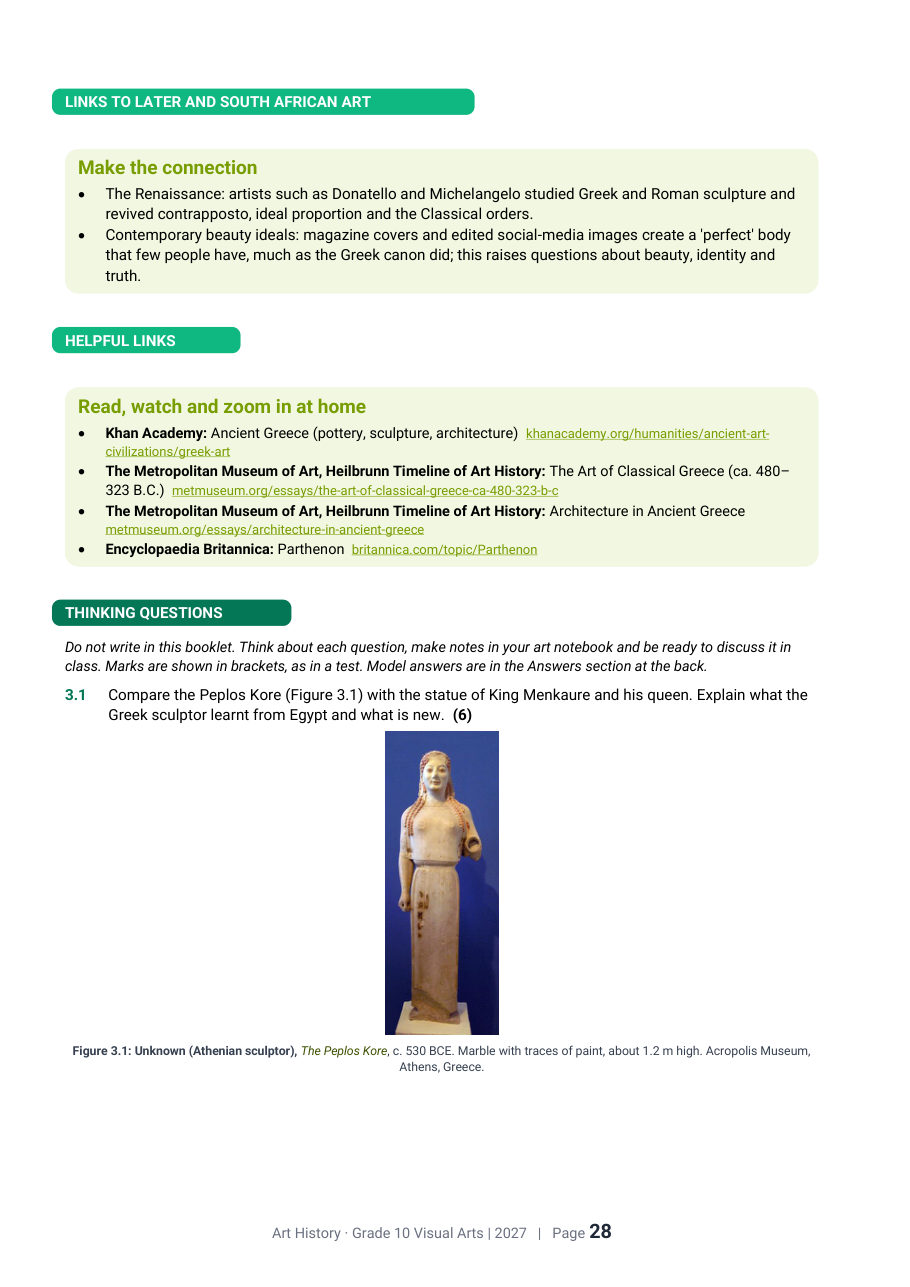 LINKS TO LATER AND SOUTH AFRICAN ART
Make the connection
• The Renaissance: artists such as Donatello and Michelangelo studied Greek and Roman sculpture and
revived contrapposto, ideal proportion and the Classical orders.
• Contemporary beauty ideals: magazine covers and edited social-media images create a 'perfect' body
that few people have, much as the Greek canon did; this raises questions about beauty, identity and
truth.
HELPFUL LINKS
Read, watch and zoom in at home
• Khan Academy: Ancient Greece (pottery, sculpture, architecture) khanacademy.org/humanities/ancient-art-
civilizations/greek-art
• The Metropolitan Museum of Art, Heilbrunn Timeline of Art History: The Art of Classical Greece (ca. 480–
323 B.C.) metmuseum.org/essays/the-art-of-classical-greece-ca-480-323-b-c
• The Metropolitan Museum of Art, Heilbrunn Timeline of Art History: Architecture in Ancient Greece
metmuseum.org/essays/architecture-in-ancient-greece
• Encyclopaedia Britannica: Parthenon britannica.com/topic/Parthenon
THINKING QUESTIONS
Do not write in this booklet. Think about each question, make notes in your art notebook and be ready to discuss it in
class. Marks are shown in brackets, as in a test. Model answers are in the Answers section at the back.
3.1 Compare the Peplos Kore (Figure 3.1) with the statue of King Menkaure and his queen. Explain what the
Greek sculptor learnt from Egypt and what is new. (6)
Figure 3.1: Unknown (Athenian sculptor), The Peplos Kore, c. 530 BCE. Marble with traces of paint, about 1.2 m high. Acropolis Museum,
Athens, Greece.
Art History · Grade 10 Visual Arts | 2027 | Page 28